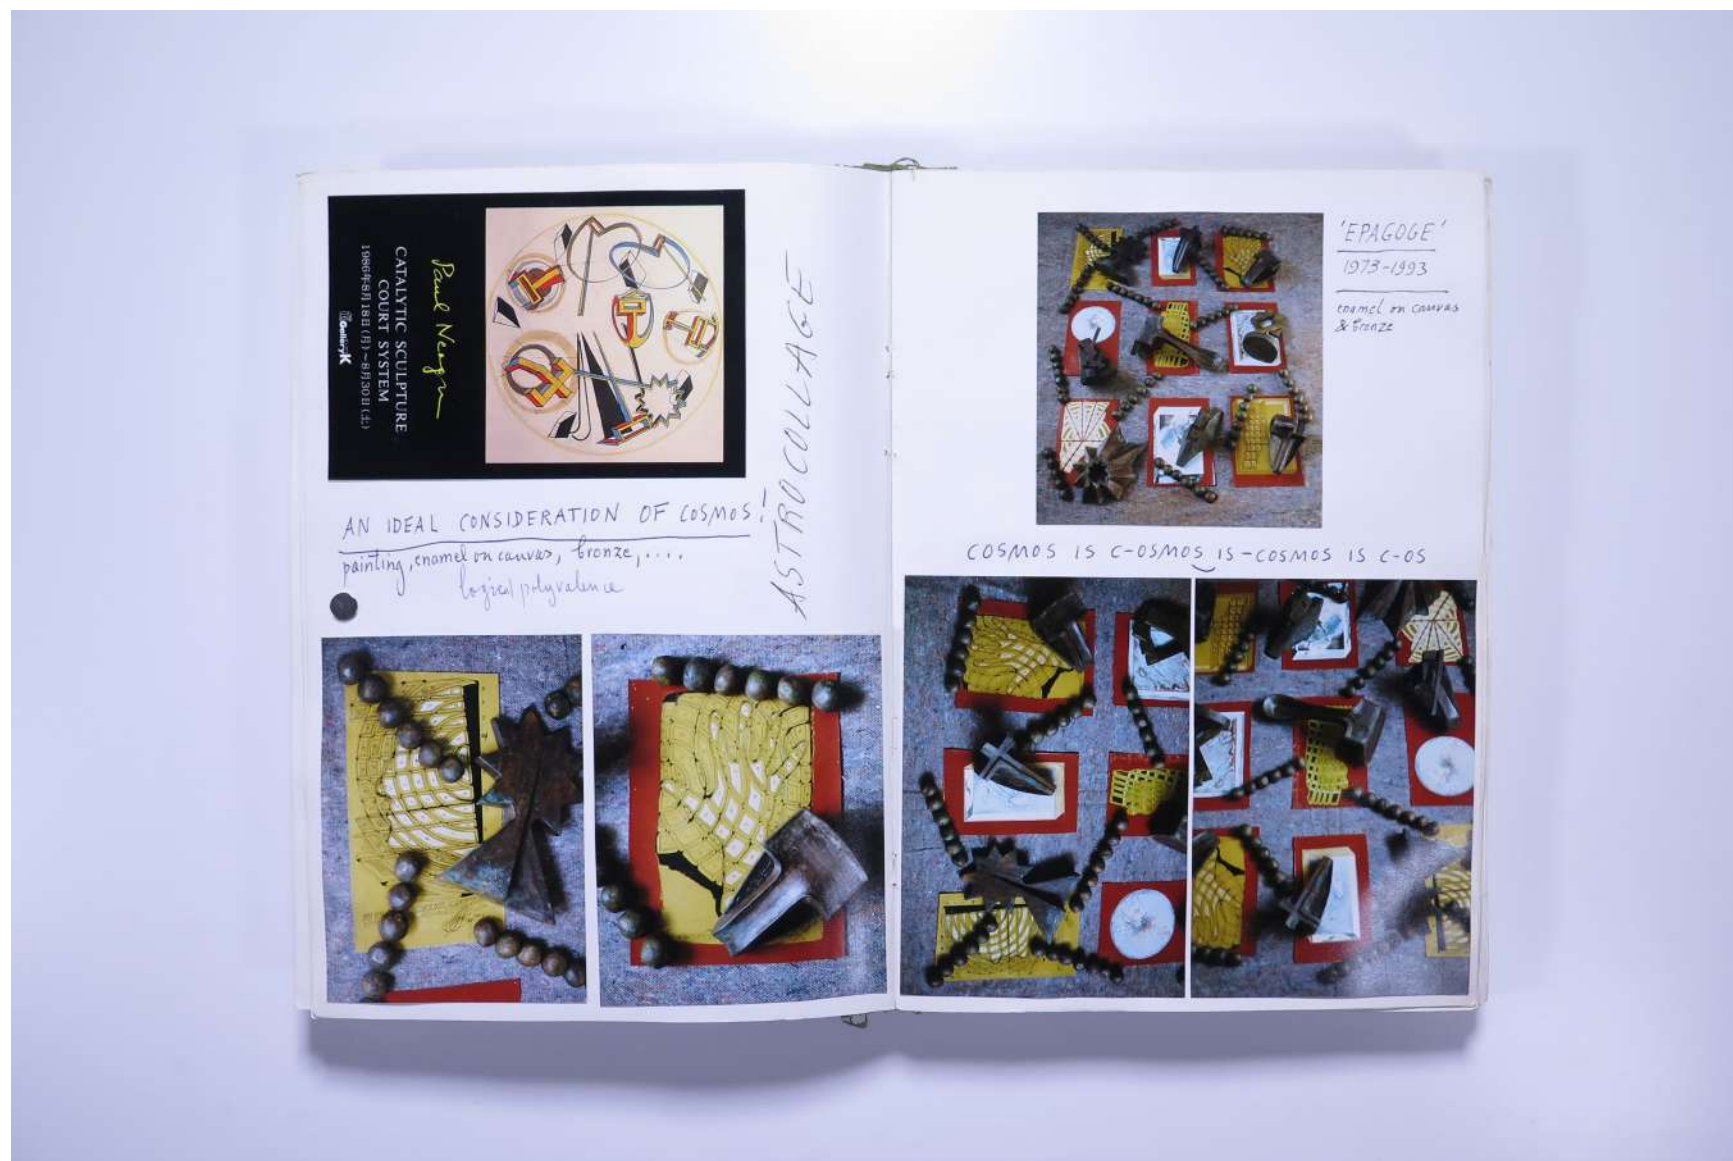 Paul Neagu
CATALYTIC SCULPTURE
COURT SYSTEM
1986年8月18日(月)~8月30日(土)
GalleryK
ASTROCOLLAGE
AN IDEAL CONSIDERATION OF COSMOS!
painting, enamel on canvas, bronze, ....
logical polyvalence
'EPAGOGE'
1973-1993
enamel on canvas
& bronze
COSMOS IS C-OSMOS IS-COSMOS IS C-OS